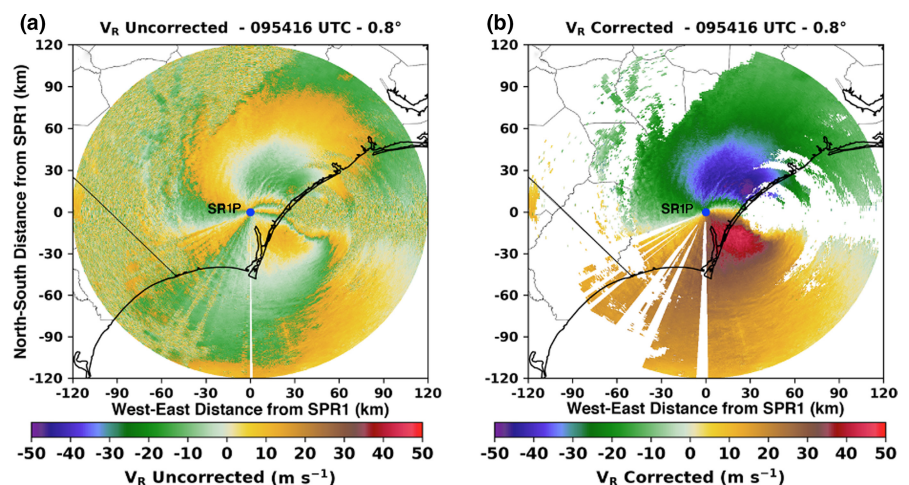 (a) V_R Uncorrected - 095416 UTC - 0.8°
North-South Distance from SPR1 (km)
120
90
60
30
0
-30
-60
-90
-120
SR1P
-120 -90 -60 -30 0 30 60 90 120
West-East Distance from SPR1 (km)
-50 -40 -30 -20 -10 0 10 20 30 40 50
V_R Uncorrected (m s⁻¹)
(b) V_R Corrected - 095416 UTC - 0.8°
120
90
60
30
0
-30
-60
-90
-120
SR1P
-120 -90 -60 -30 0 30 60 90 120
West-East Distance from SPR1 (km)
-50 -40 -30 -20 -10 0 10 20 30 40 50
V_R Corrected (m s⁻¹)